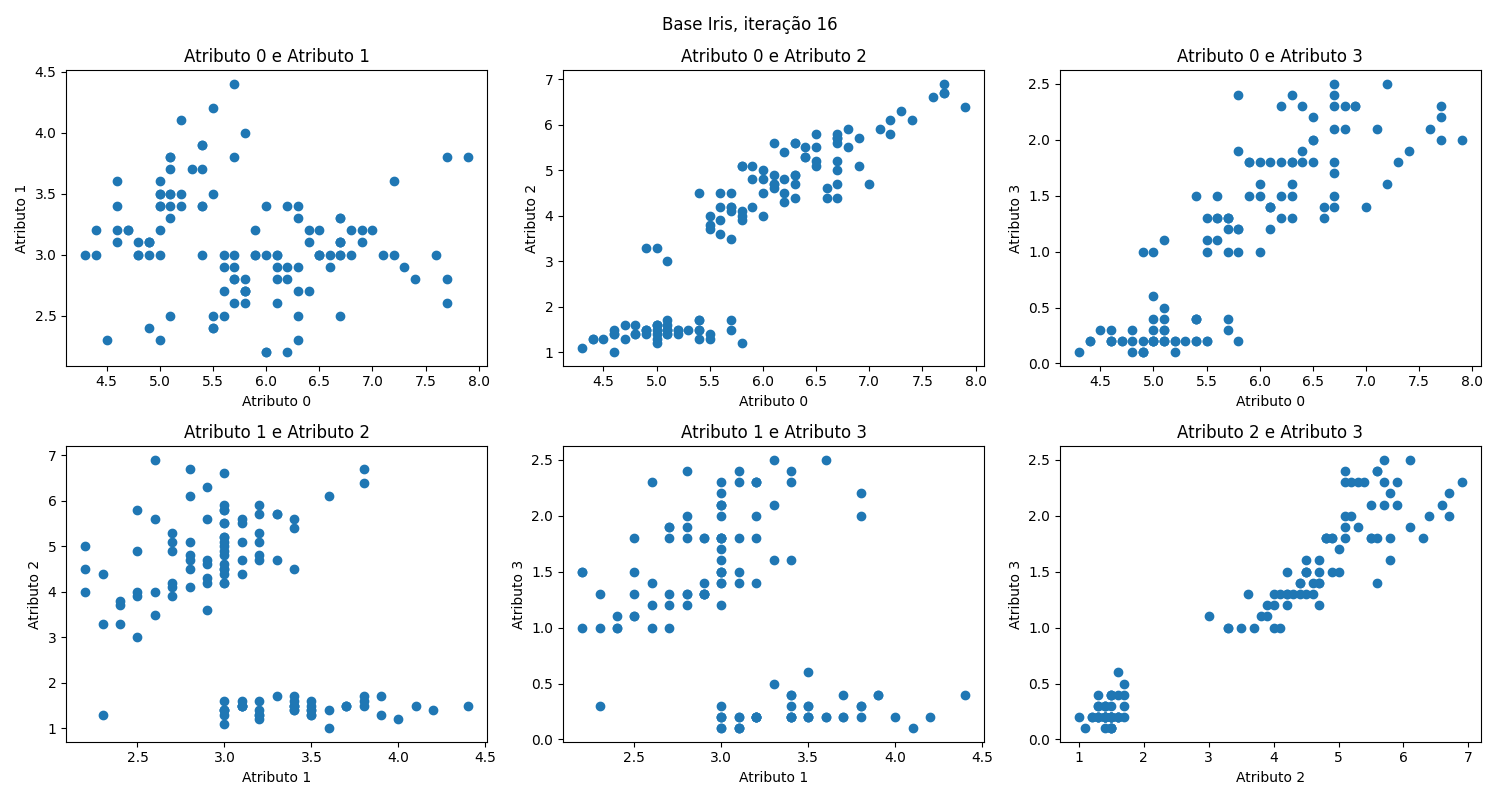 Base Iris, iteração 16
Atributo 0 e Atributo 1
4.5
4.0
3.5
3.0
2.5
Atributo 1
4.5 5.0 5.5 6.0 6.5 7.0 7.5 8.0
Atributo 0
Atributo 0 e Atributo 2
7
6
5
4
3
2
1
Atributo 2
4.5 5.0 5.5 6.0 6.5 7.0 7.5 8.0
Atributo 0
Atributo 0 e Atributo 3
2.5
2.0
1.5
1.0
0.5
0.0
Atributo 3
4.5 5.0 5.5 6.0 6.5 7.0 7.5 8.0
Atributo 0
Atributo 1 e Atributo 2
7
6
5
4
3
2
1
Atributo 2
2.5 3.0 3.5 4.0 4.5
Atributo 1
Atributo 1 e Atributo 3
2.5
2.0
1.5
1.0
0.5
0.0
Atributo 3
2.5 3.0 3.5 4.0 4.5
Atributo 1
Atributo 2 e Atributo 3
2.5
2.0
1.5
1.0
0.5
0.0
Atributo 3
1 2 3 4 5 6 7
Atributo 2